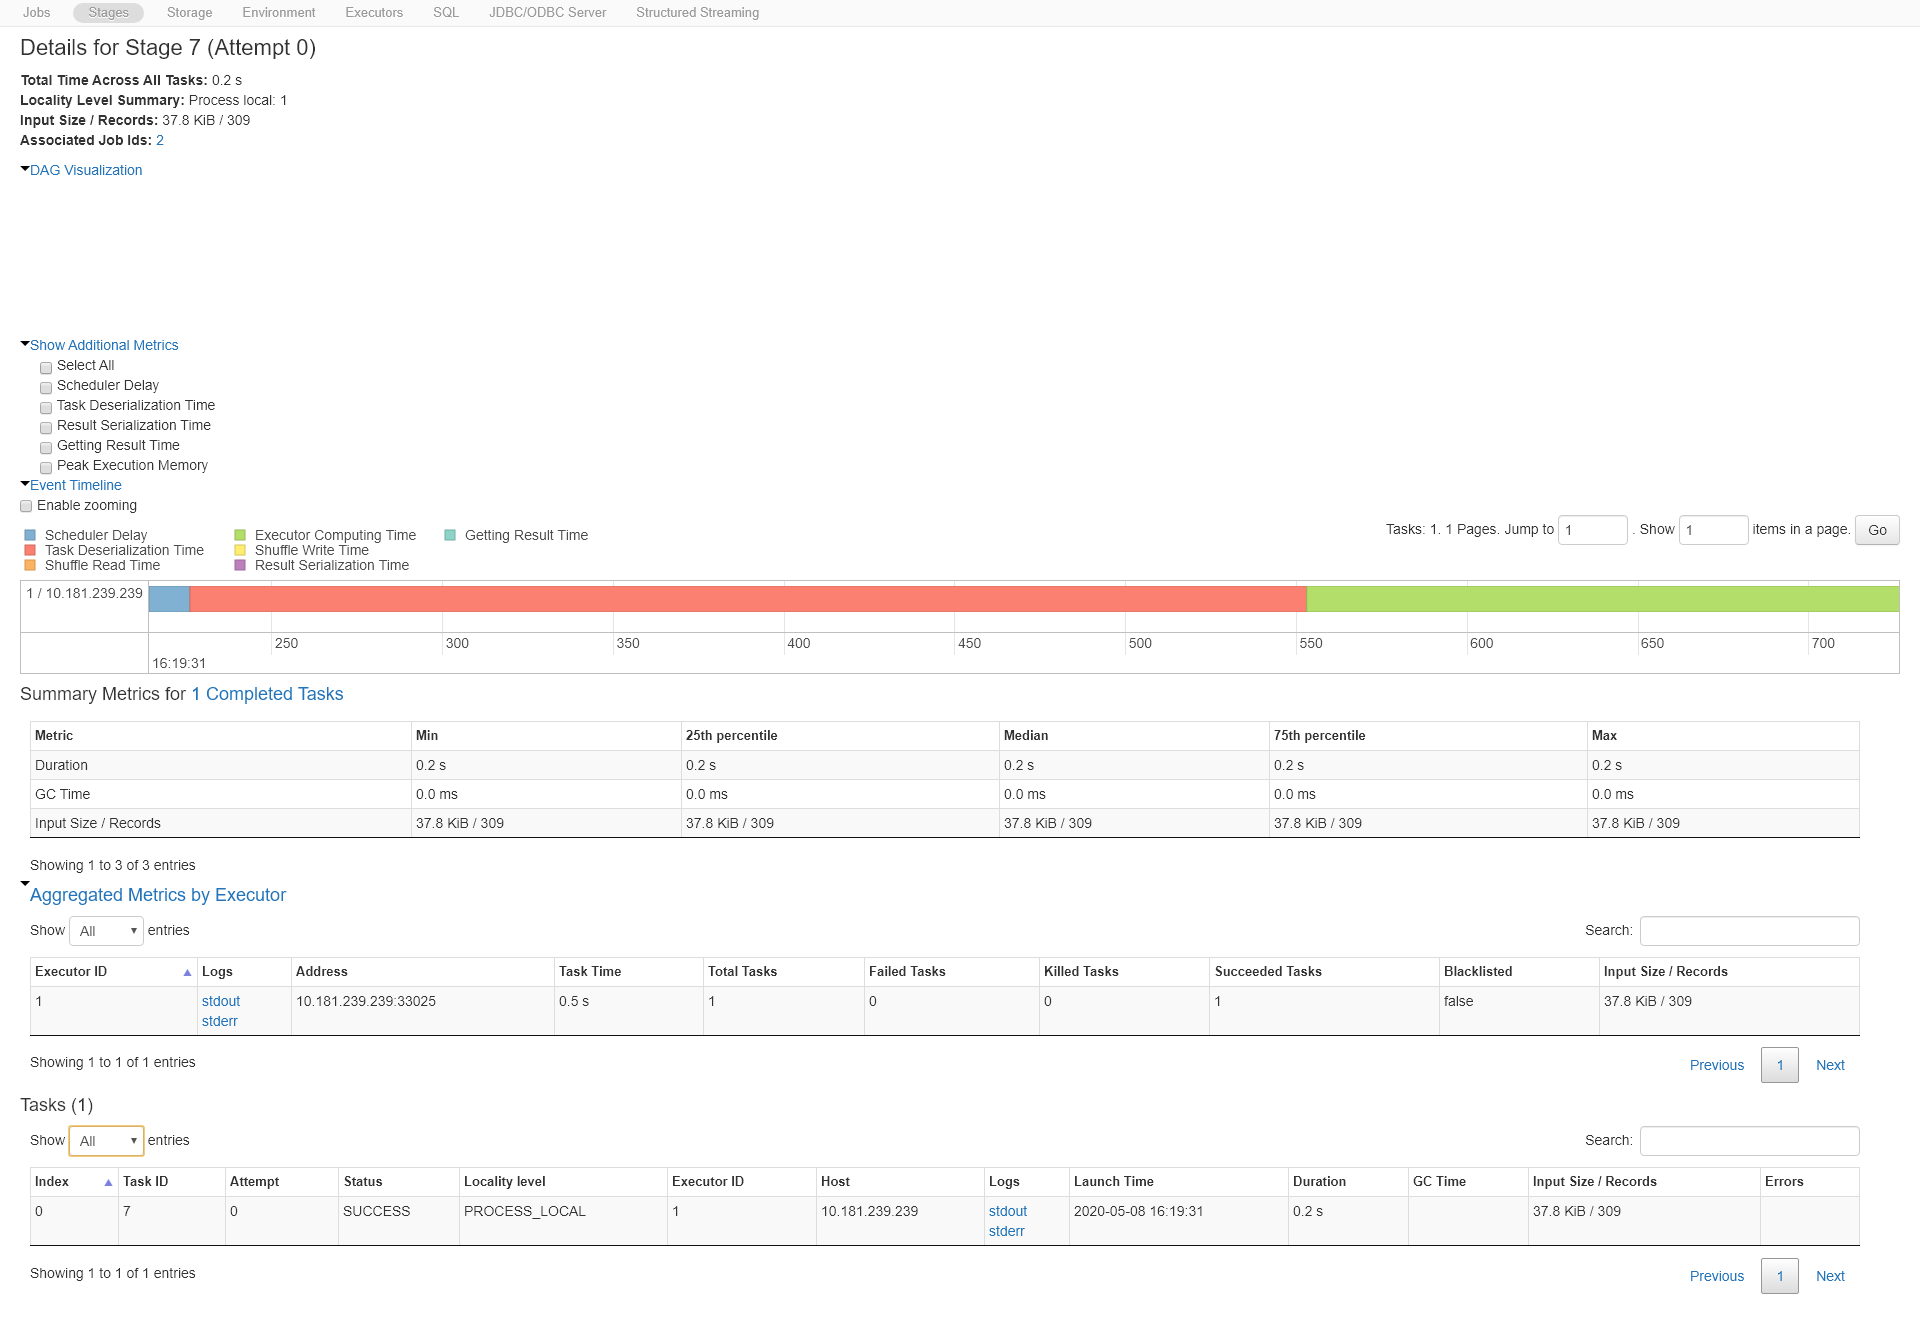 Jobs Stages Storage Environment Executors SQL JDBC/ODBC Server Structured Streaming
Details for Stage 7 (Attempt 0)
Total Time Across All Tasks: 0.2 s
Locality Level Summary: Process local: 1
Input Size / Records: 37.8 KiB / 309
Associated Job Ids: 2
DAG Visualization
Show Additional Metrics
Select All
Scheduler Delay
Task Deserialization Time
Result Serialization Time
Getting Result Time
Peak Execution Memory
Event Timeline
Enable zooming
Tasks: 1. 1 Pages. Jump to 1 . Show 1 items in a page. Go
Scheduler Delay Executor Computing Time Getting Result Time
Task Deserialization Time Shuffle Write Time
Shuffle Read Time Result Serialization Time
1 / 10.181.239.239
250 300 350 400 450 500 550 600 650 700
16:19:31
Summary Metrics for 1 Completed Tasks
Metric Min 25th percentile Median 75th percentile Max
Duration 0.2 s 0.2 s 0.2 s 0.2 s 0.2 s
GC Time 0.0 ms 0.0 ms 0.0 ms 0.0 ms 0.0 ms
Input Size / Records 37.8 KiB / 309 37.8 KiB / 309 37.8 KiB / 309 37.8 KiB / 309 37.8 KiB / 309
Showing 1 to 3 of 3 entries
Aggregated Metrics by Executor
Show All entries Search:
Executor ID Logs Address Task Time Total Tasks Failed Tasks Killed Tasks Succeeded Tasks Blacklisted Input Size / Records
1 stdout 10.181.239.239:33025 0.5 s 1 0 0 1 false 37.8 KiB / 309
stderr
Showing 1 to 1 of 1 entries Previous 1 Next
Tasks (1)
Show All entries Search:
Index Task ID Attempt Status Locality level Executor ID Host Logs Launch Time Duration GC Time Input Size / Records Errors
0 7 0 SUCCESS PROCESS_LOCAL 1 10.181.239.239 stdout 2020-05-08 16:19:31 0.2 s 37.8 KiB / 309
stderr
Showing 1 to 1 of 1 entries Previous 1 Next